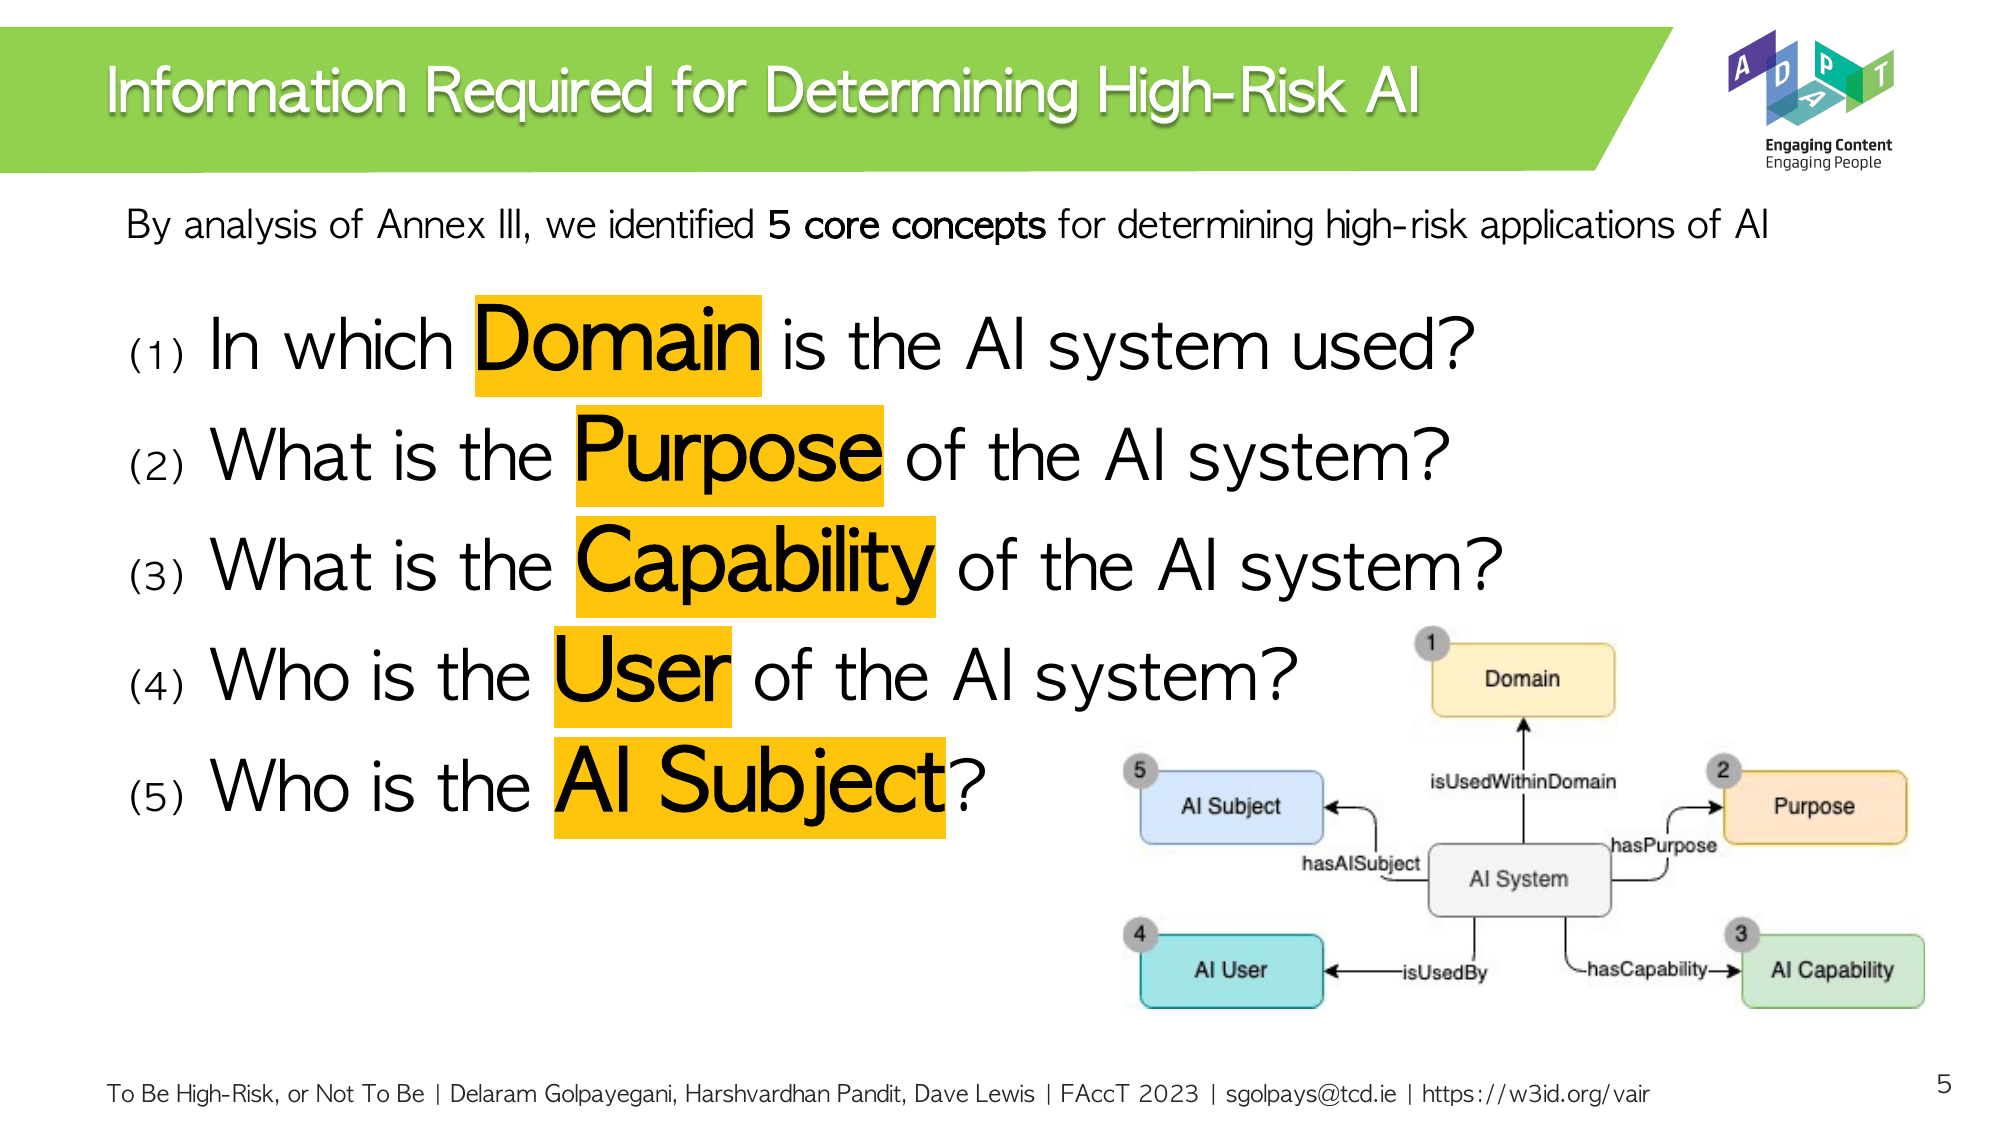 Information Required for Determining High-Risk AI
A D A P T
Engaging Content
Engaging People
By analysis of Annex III, we identified 5 core concepts for determining high-risk applications of AI
(1) In which Domain is the AI system used?
(2) What is the Purpose of the AI system?
(3) What is the Capability of the AI system?
(4) Who is the User of the AI system?
(5) Who is the AI Subject?
1
Domain
isUsedWithinDomain
5
AI Subject
2
Purpose
hasAISubject
hasPurpose
AI System
4
AI User
isUsedBy
hasCapability
3
AI Capability
To Be High-Risk, or Not To Be | Delaram Golpayegani, Harshvardhan Pandit, Dave Lewis | FAccT 2023 | sgolpays@tcd.ie | https://w3id.org/vair
5